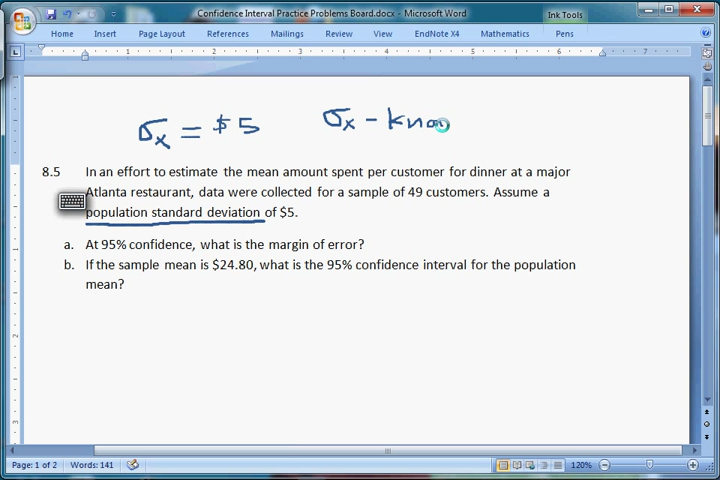 Confidence Interval Practice Problems Board.docx - Microsoft Word
Ink Tools
Home Insert Page Layout References Mailings Review View EndNote X4 Mathematics Pens
σx = $5 σx - know
8.5 In an effort to estimate the mean amount spent per customer for dinner at a major
Atlanta restaurant, data were collected for a sample of 49 customers. Assume a
population standard deviation of $5.
a. At 95% confidence, what is the margin of error?
b. If the sample mean is $24.80, what is the 95% confidence interval for the population
mean?
Page: 1 of 2 Words: 141 120%